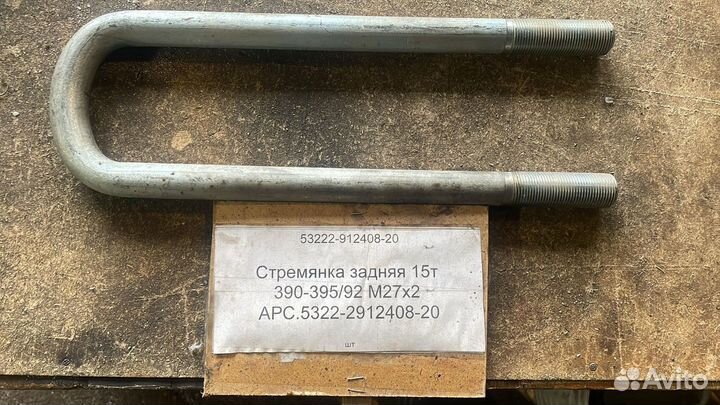 53222-912408-20
Стремянка задняя 15т
390-395/92 М27х2
АРС.5322-2912408-20
шт
Avito